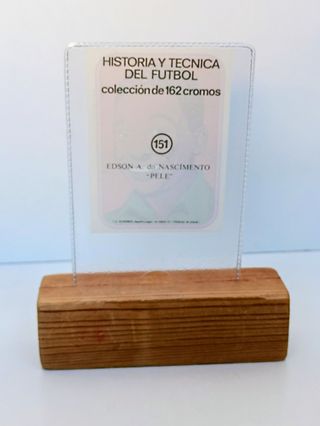 HISTORIA Y TECNICA
DEL FUTBOL
colección de 162 cromos
151
EDSON A. do NASCIMENTO
"PELE"